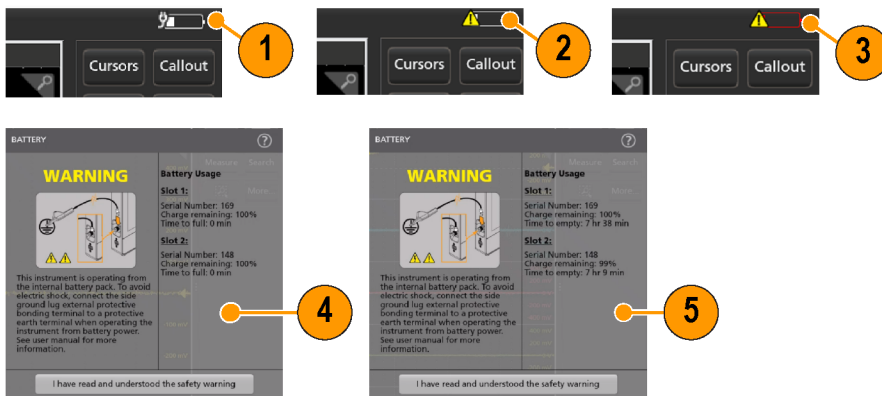 1
Cursors
Callout
2
Cursors
Callout
3
Cursors
Callout
BATTERY
?
WARNING
This instrument is operating from
the internal battery pack. To avoid
electric shock, connect the side
ground lug external protective
bonding terminal to a protective
earth terminal when operating the
instrument from battery power.
See user manual for more
information.
Measure Search
Battery Usage
Slot 1:
More...
Serial Number: 169
Charge remaining: 100%
Time to full: 0 min
Slot 2:
Serial Number: 148
Charge remaining: 100%
Time to full: 0 min
I have read and understood the safety warning
4
BATTERY
?
WARNING
This instrument is operating from
the internal battery pack. To avoid
electric shock, connect the side
ground lug external protective
bonding terminal to a protective
earth terminal when operating the
instrument from battery power.
See user manual for more
information.
Measure Search
Battery Usage
Slot 1:
More...
Serial Number: 169
Charge remaining: 100%
Time to empty: 7 hr 38 min
Slot 2:
Serial Number: 148
Charge remaining: 99%
Time to empty: 7 hr 9 min
I have read and understood the safety warning
5